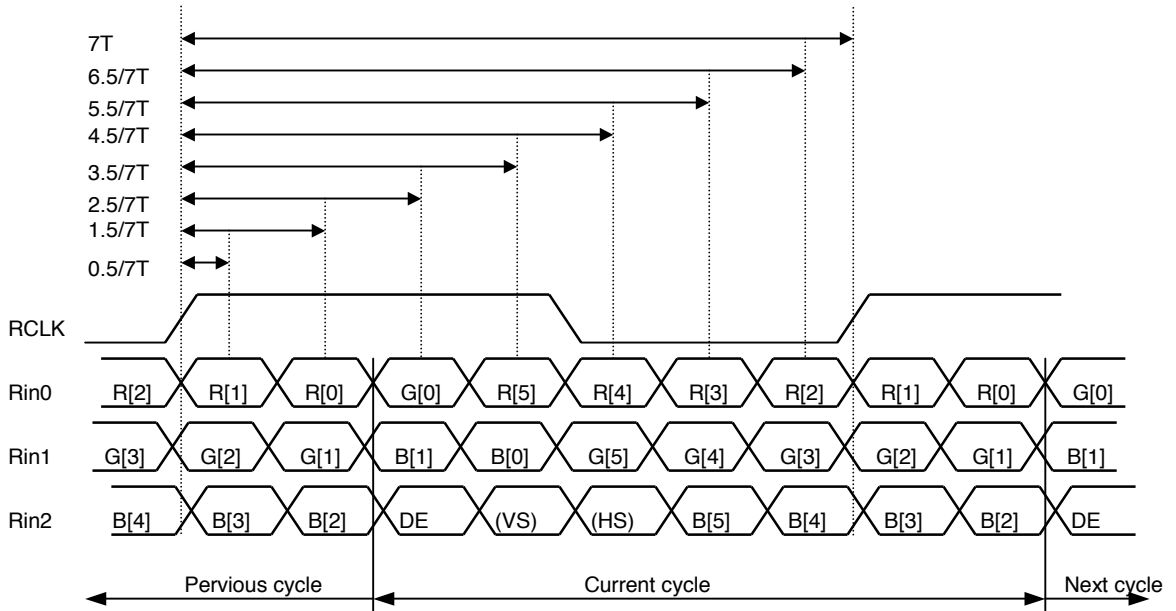 7T
6.5/7T
5.5/7T
4.5/7T
3.5/7T
2.5/7T
1.5/7T
0.5/7T
RCLK
Rin0 R[2] R[1] R[0] G[0] R[5] R[4] R[3] R[2] R[1] R[0] G[0]
Rin1 G[3] G[2] G[1] B[1] B[0] G[5] G[4] G[3] G[2] G[1] B[1]
Rin2 B[4] B[3] B[2] DE (VS) (HS) B[5] B[4] B[3] B[2] DE
Pervious cycle Current cycle Next cycle